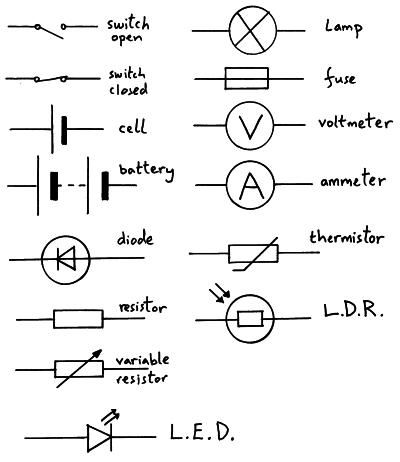 switch
open
switch
closed
cell
battery
diode
resistor
variable
resistor
L.E.D.
Lamp
fuse
V
voltmeter
A
ammeter
thermistor
L.D.R.